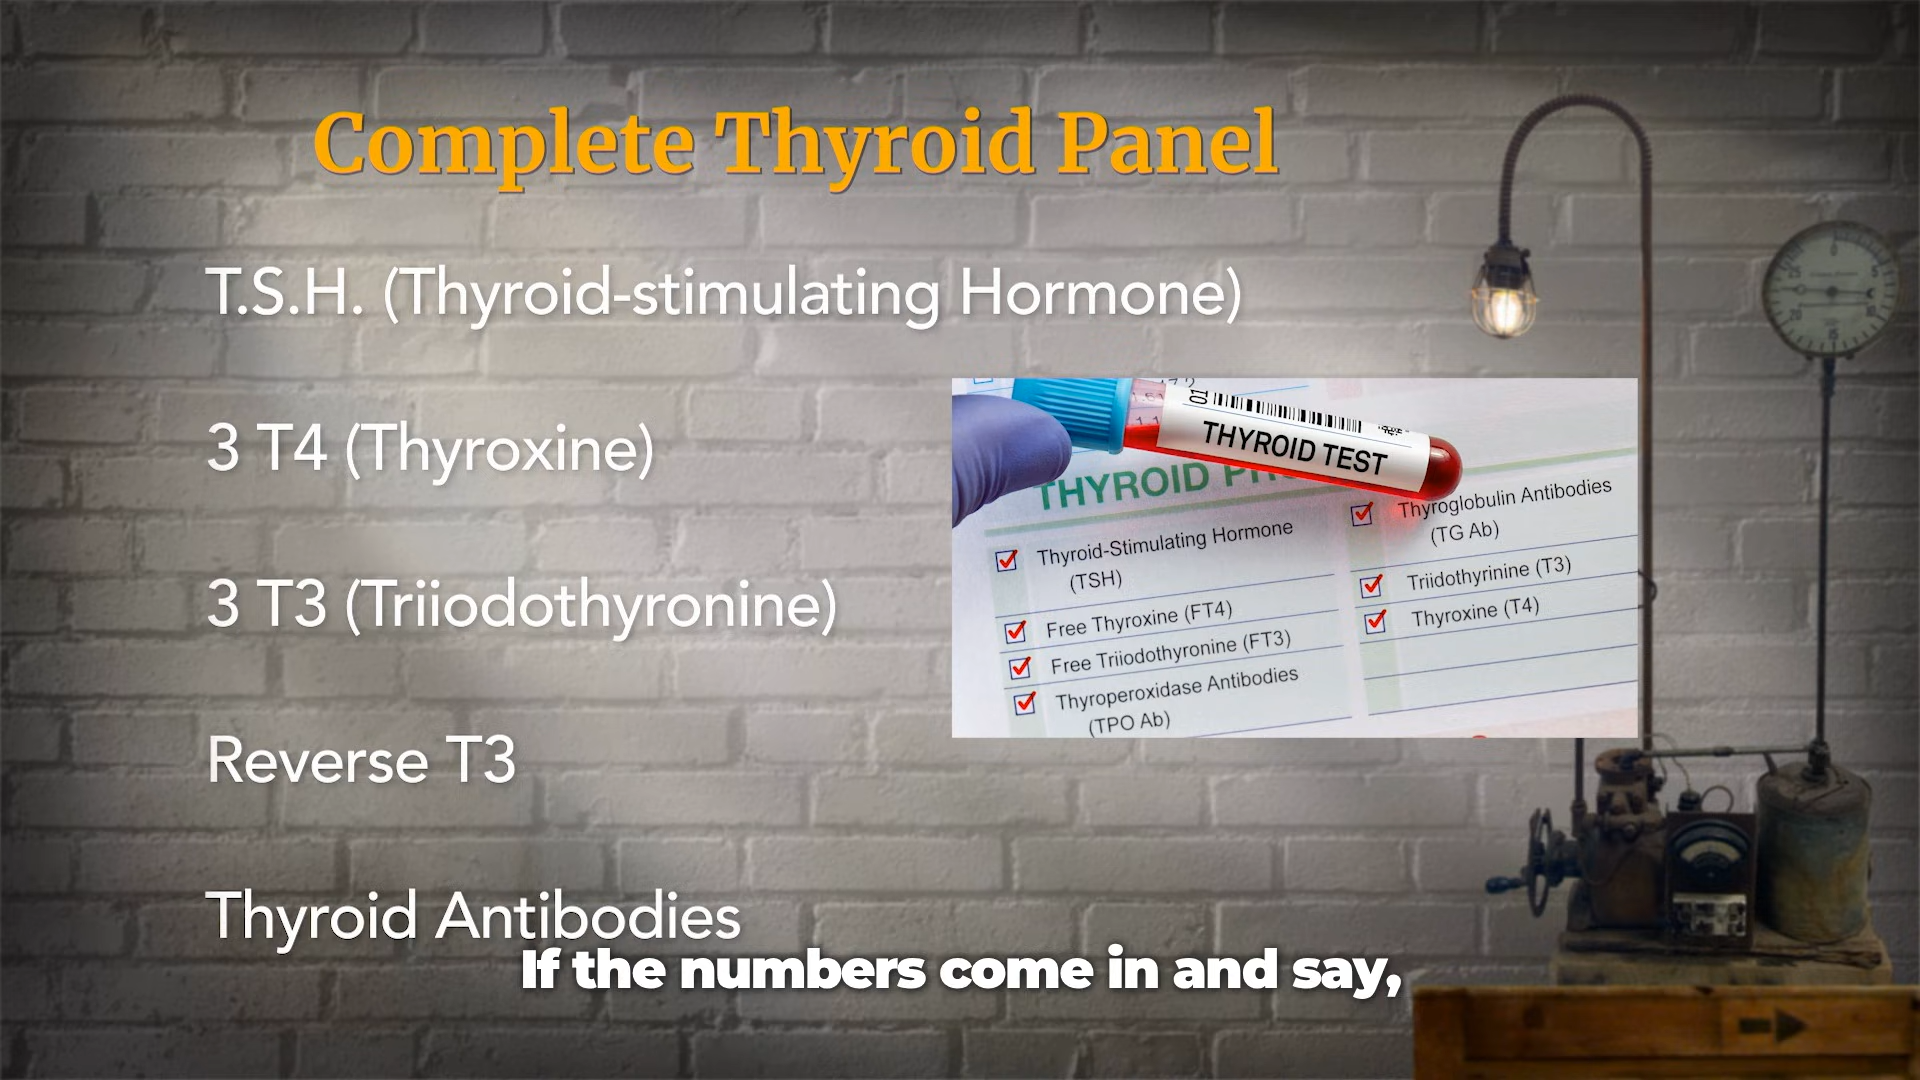 Complete Thyroid Panel
T.S.H. (Thyroid-stimulating Hormone)
3 T4 (Thyroxine)
3 T3 (Triiodothyronine)
Reverse T3
Thyroid Antibodies
If the numbers come in and say,
01
THYROID TEST
THYROID
Thyroid-Stimulating Hormone
(TSH)
Free Thyroxine (FT4)
Free Triiodothyronine (FT3)
Thyroperoxidase Antibodies
(TPO Ab)
Thyroglobulin Antibodies
(TG Ab)
Triidothyrinine (T3)
Thyroxine (T4)